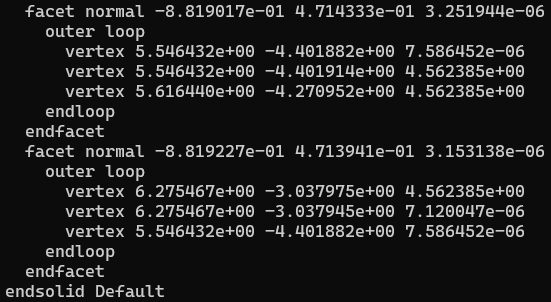 facet normal -8.819017e-01 4.714333e-01 3.251944e-06
outer loop
vertex 5.546432e+00 -4.401882e+00 7.586452e-06
vertex 5.546432e+00 -4.401914e+00 4.562385e+00
vertex 5.616440e+00 -4.270952e+00 4.562385e+00
endloop
endfacet
facet normal -8.819227e-01 4.713941e-01 3.153138e-06
outer loop
vertex 6.275467e+00 -3.037975e+00 4.562385e+00
vertex 6.275467e+00 -3.037945e+00 7.120047e-06
vertex 5.546432e+00 -4.401882e+00 7.586452e-06
endloop
endfacet
endsolid Default